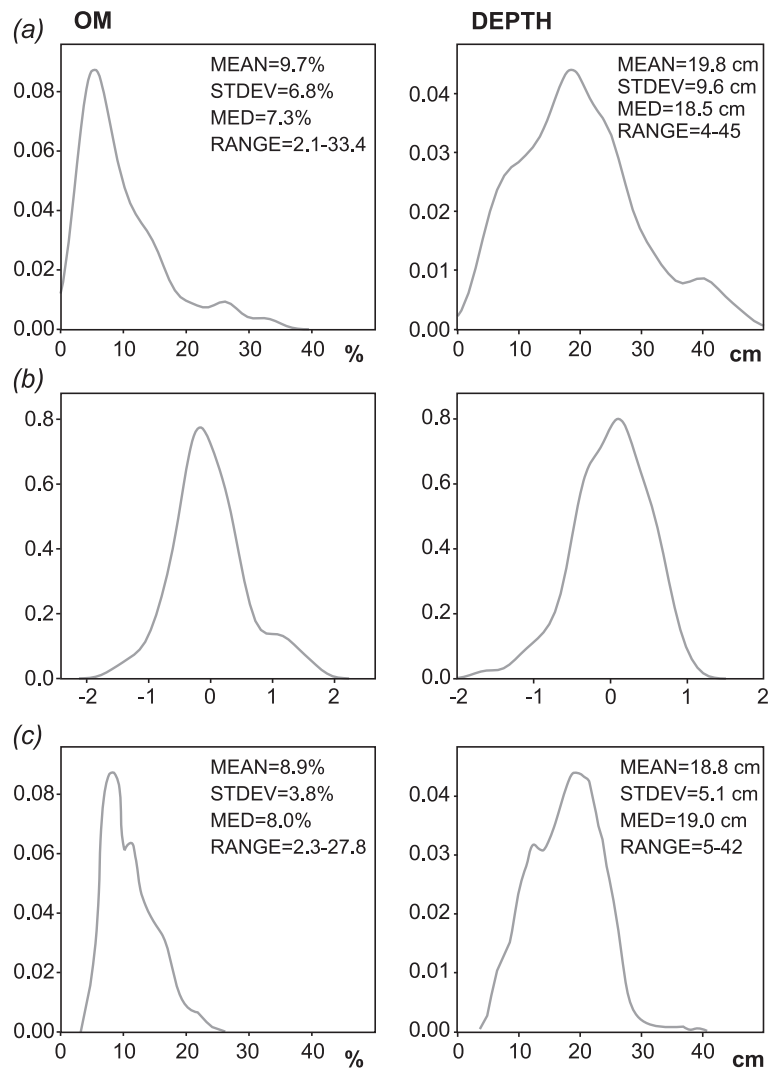 OM
DEPTH
(a)
MEAN=9.7%
STDEV=6.8%
MED=7.3%
RANGE=2.1-33.4
0.08
0.06
0.04
0.02
0.00
0 10 20 30 40 %
MEAN=19.8 cm
STDEV=9.6 cm
MED=18.5 cm
RANGE=4-45
0.04
0.03
0.02
0.01
0.00
0 10 20 30 40 cm
(b)
0.8
0.6
0.4
0.2
0.0
-2 -1 0 1 2
0.8
0.6
0.4
0.2
0.0
-2 -1 0 1 2
(c)
MEAN=8.9%
STDEV=3.8%
MED=8.0%
RANGE=2.3-27.8
0.08
0.06
0.04
0.02
0.00
0 10 20 30 40 %
MEAN=18.8 cm
STDEV=5.1 cm
MED=19.0 cm
RANGE=5-42
0.04
0.03
0.02
0.01
0.00
0 10 20 30 40 cm